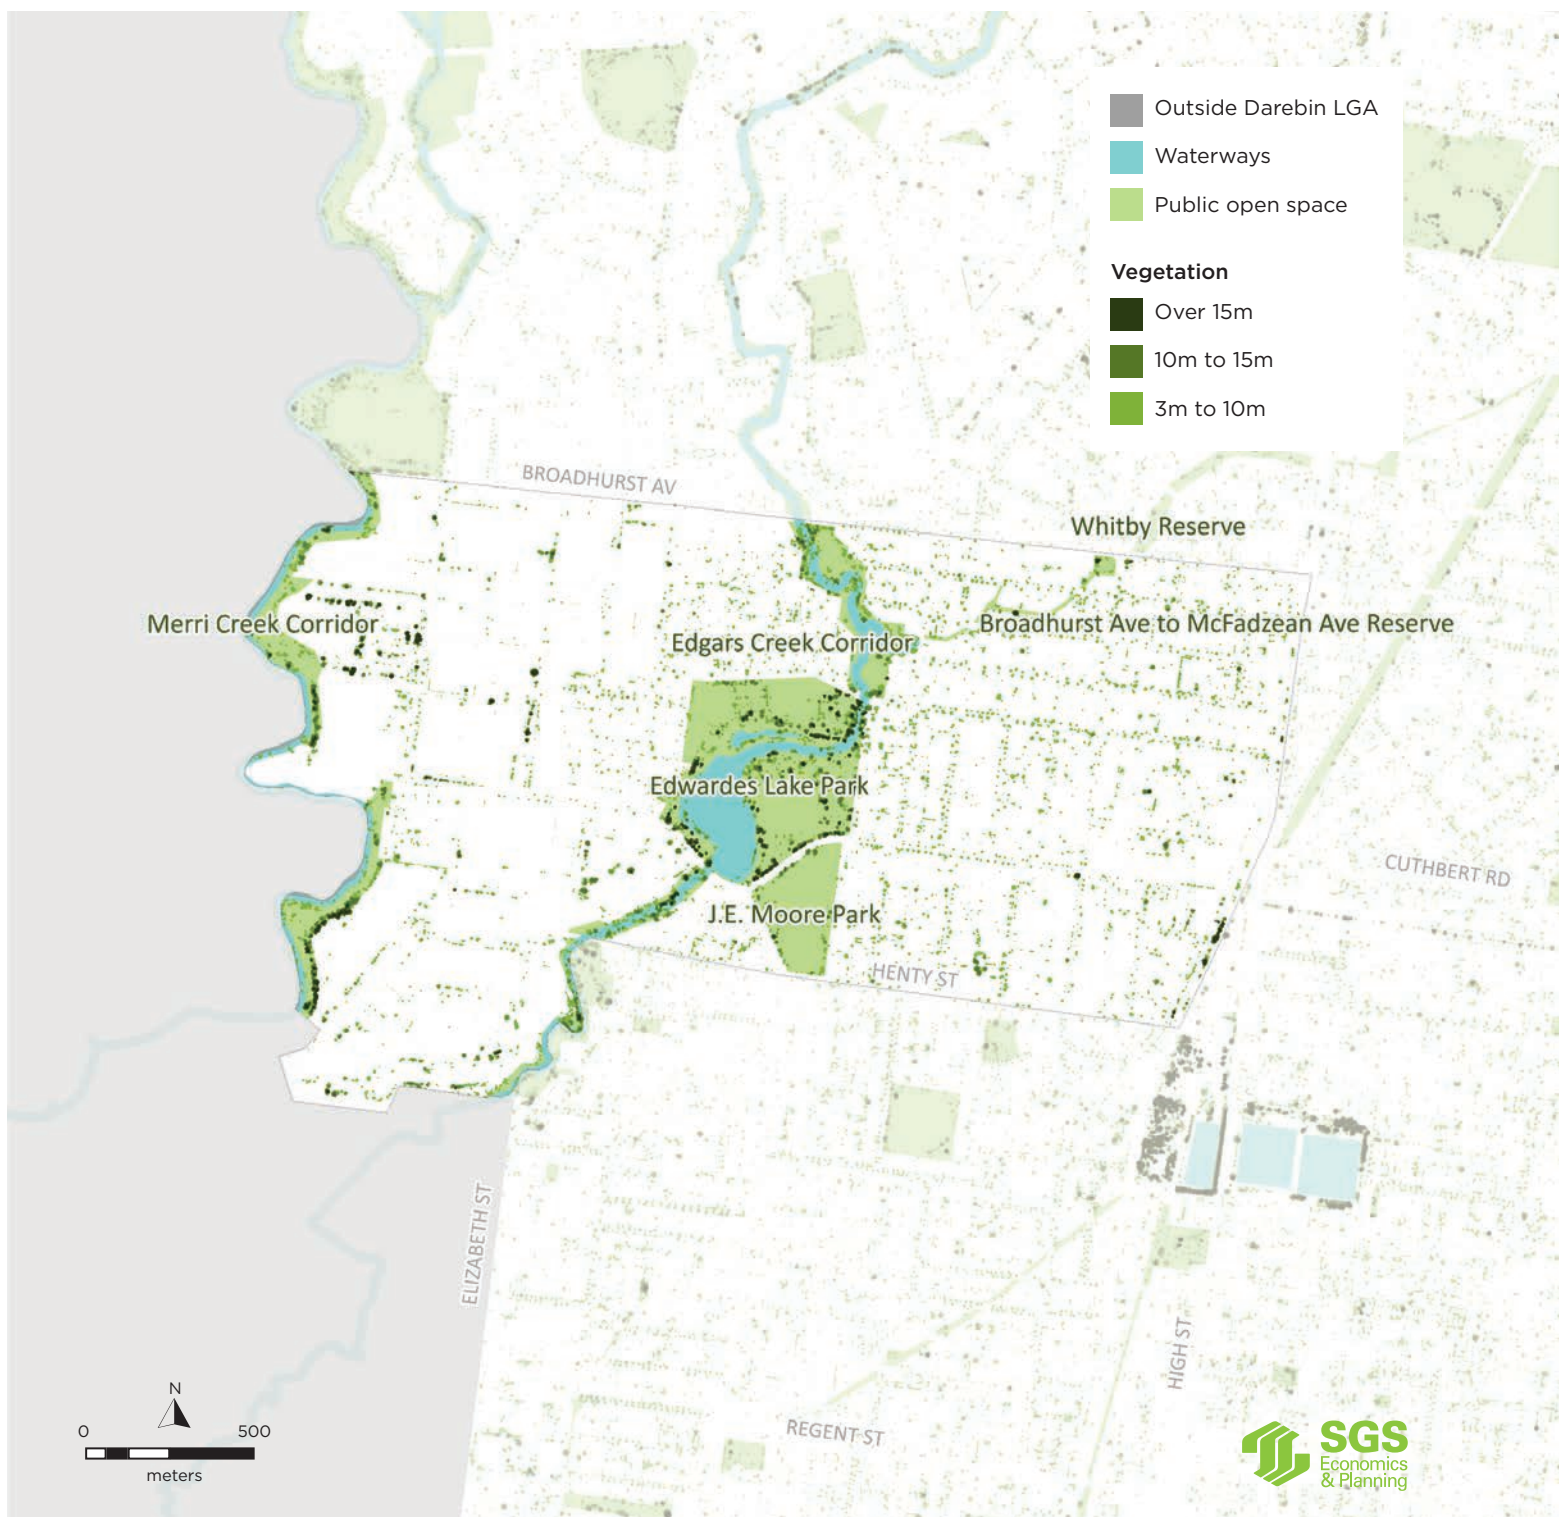 Outside Darebin LGA
Waterways
Public open space
Vegetation
Over 15m
10m to 15m
3m to 10m
BROADHURST AV
Whitby Reserve
Merri Creek Corridor
Broadhurst Ave to McFadzean Ave Reserve
Edgars Creek Corridor
Edwardes Lake Park
CUTHBERT RD
J.E. Moore Park
HENTY ST
ELIZABETH ST
HIGH ST
REGENT ST
N
0 500
meters
SGS
Economics
& Planning